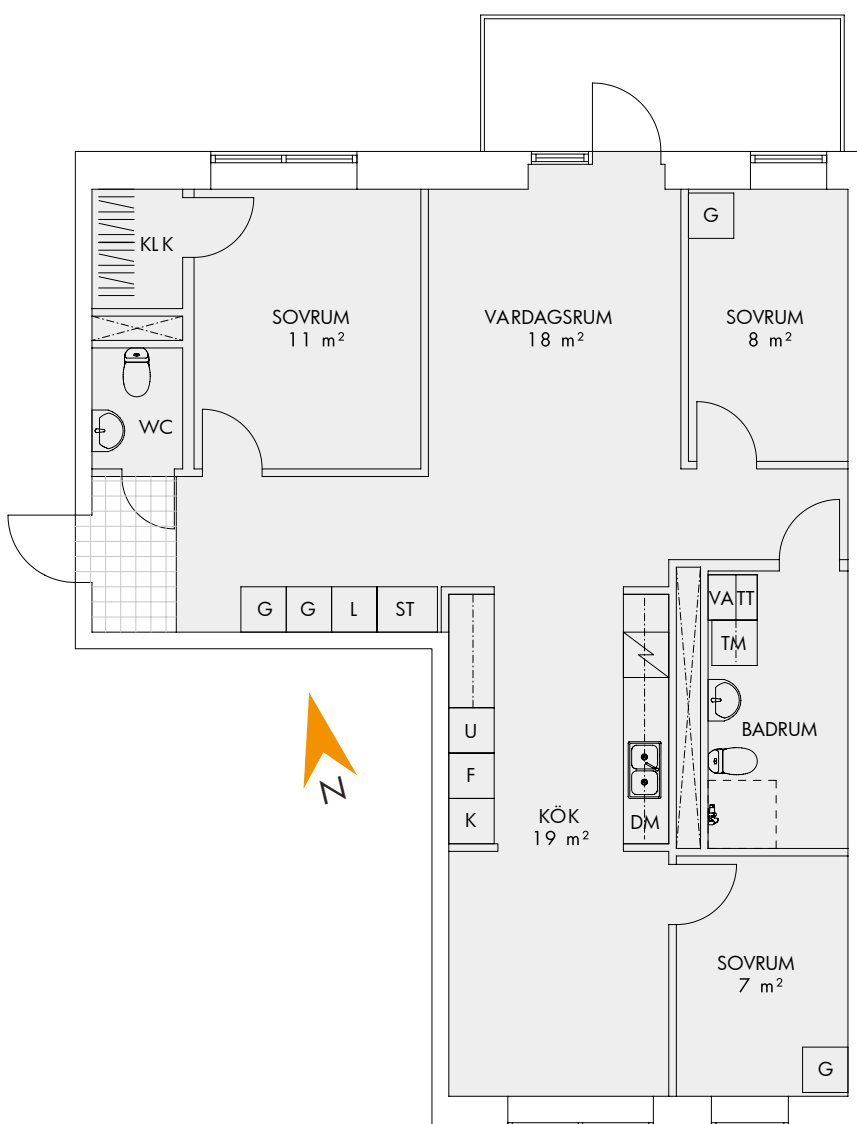 G
KLK
SOVRUM
11 m²
VARDAGSRUM
18 m²
SOVRUM
8 m²
WC
G
G
L
ST
VATT
TM
U
F
K
BADRUM
KÖK
19 m²
DM
N
SOVRUM
7 m²
G